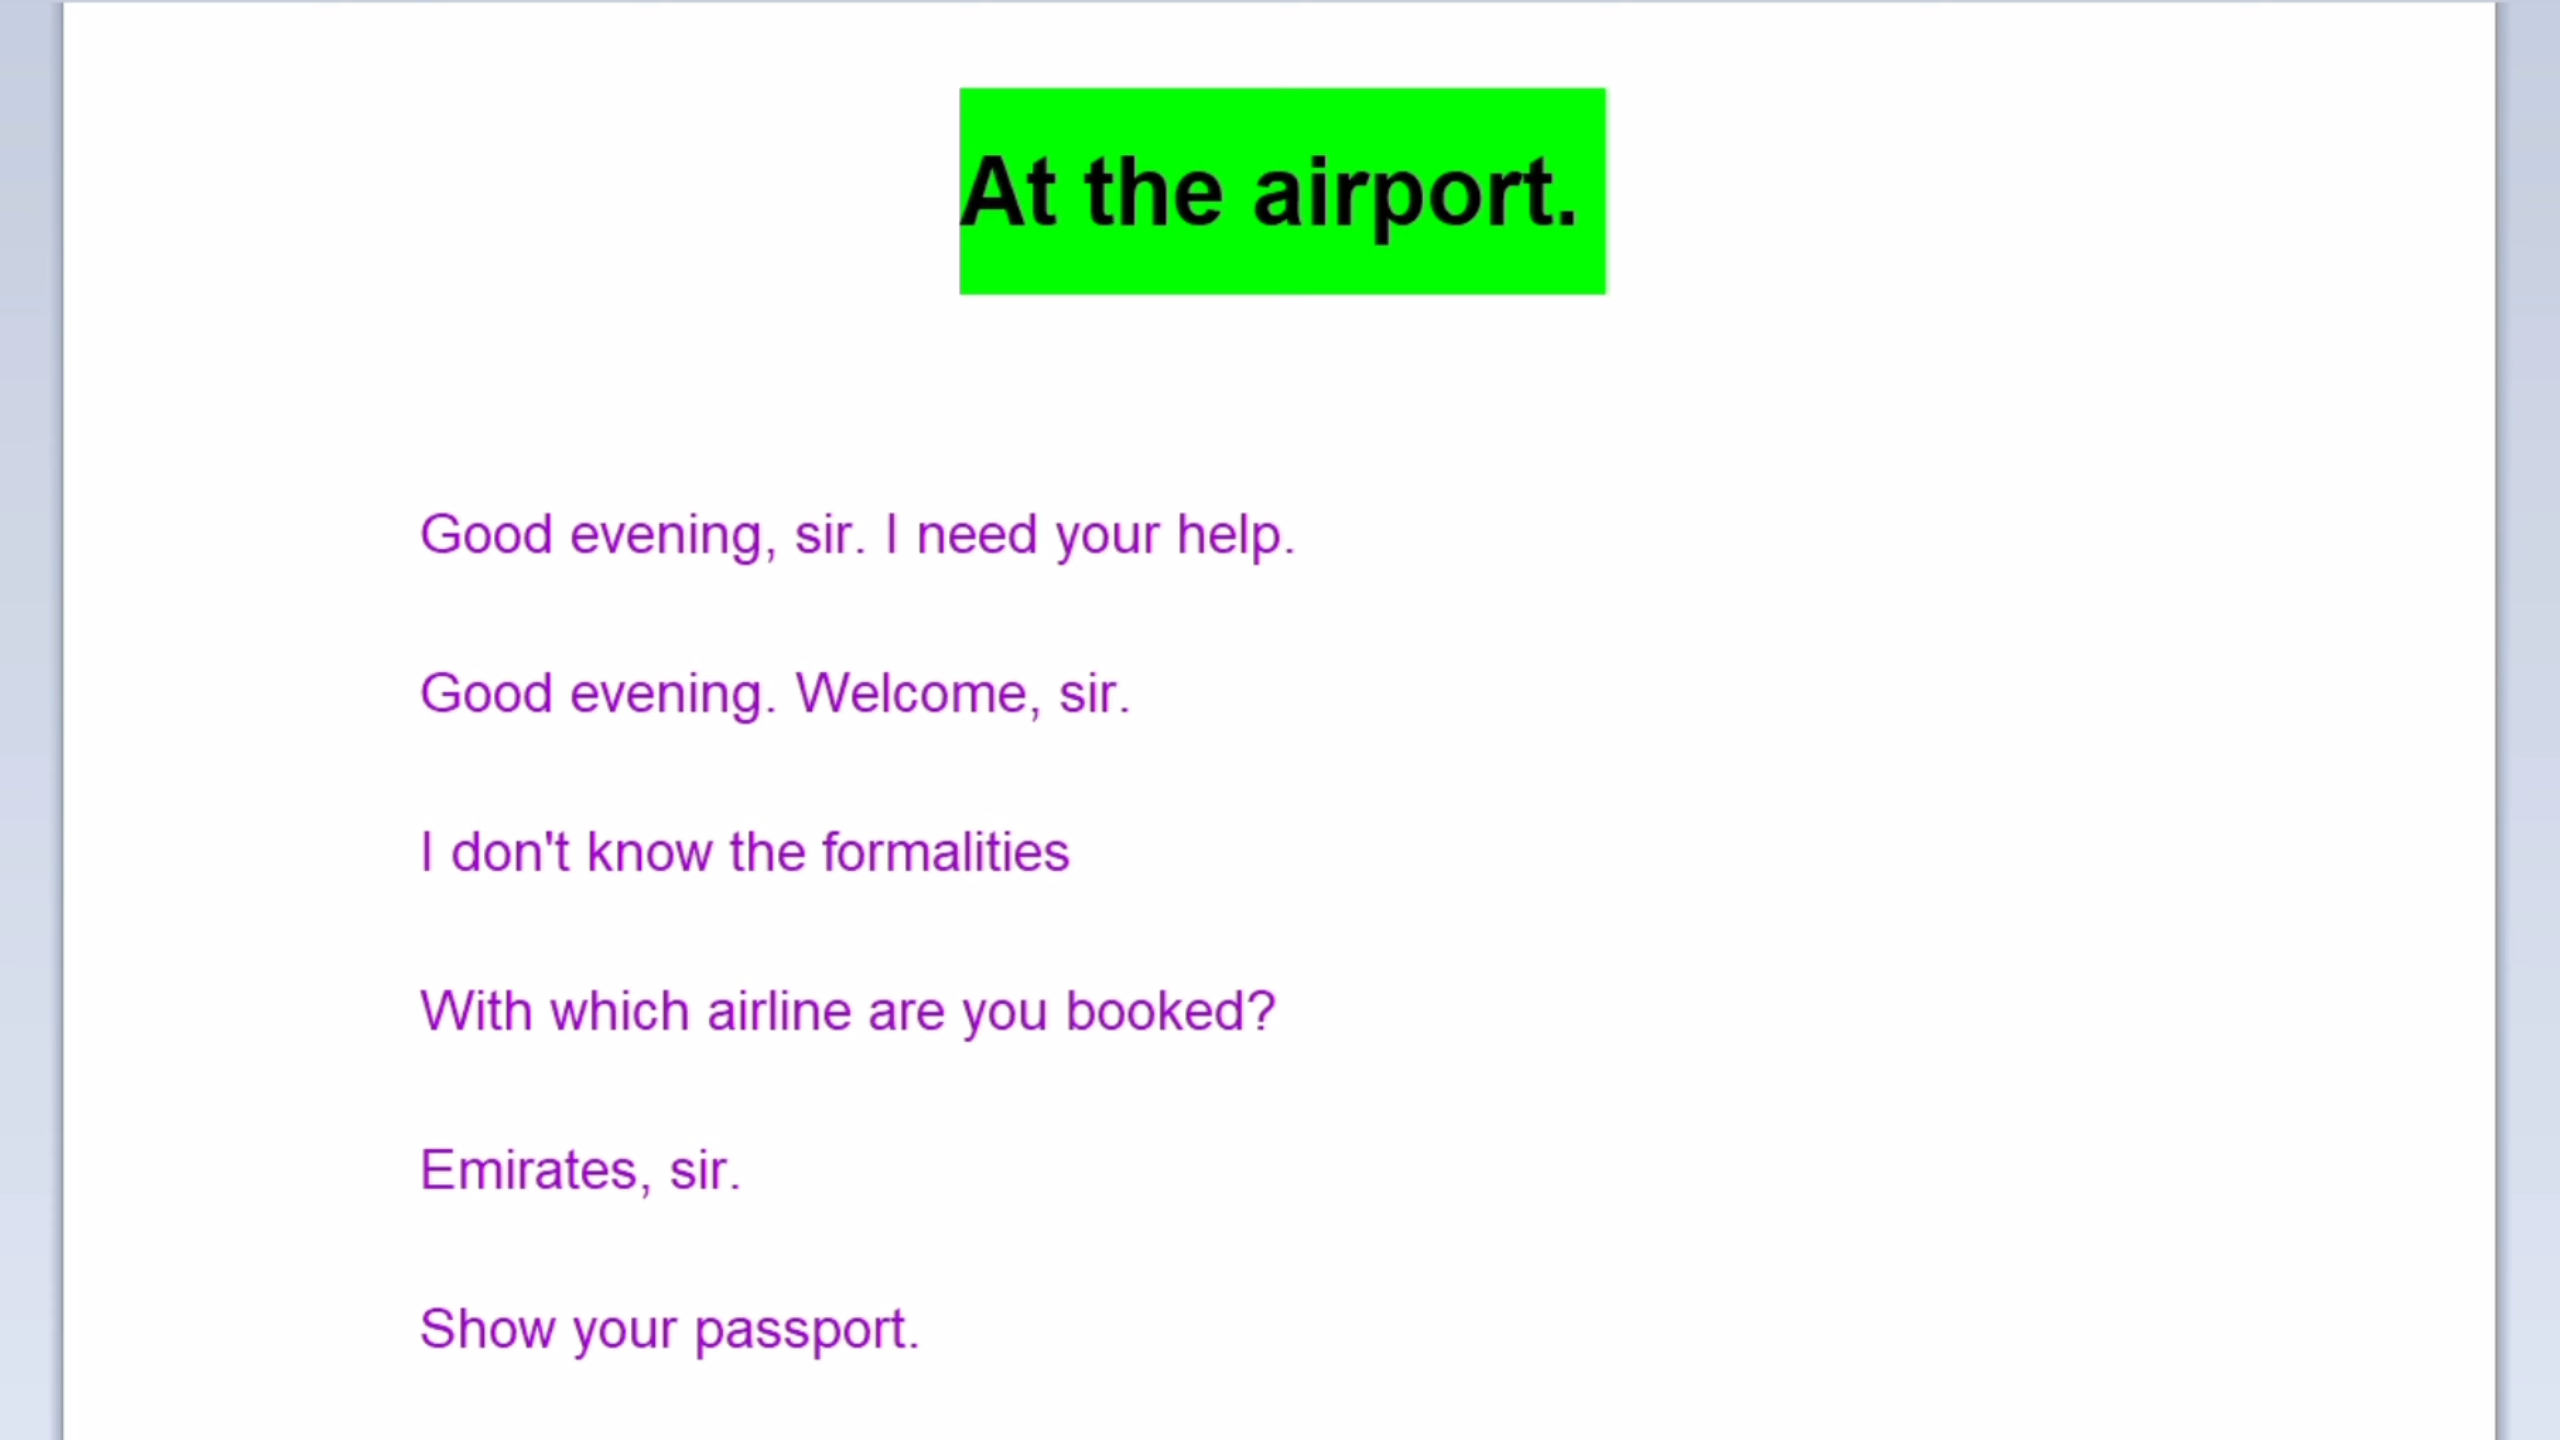 At the airport.
Good evening, sir. I need your help.
Good evening. Welcome, sir.
I don't know the formalities
With which airline are you booked?
Emirates, sir.
Show your passport.